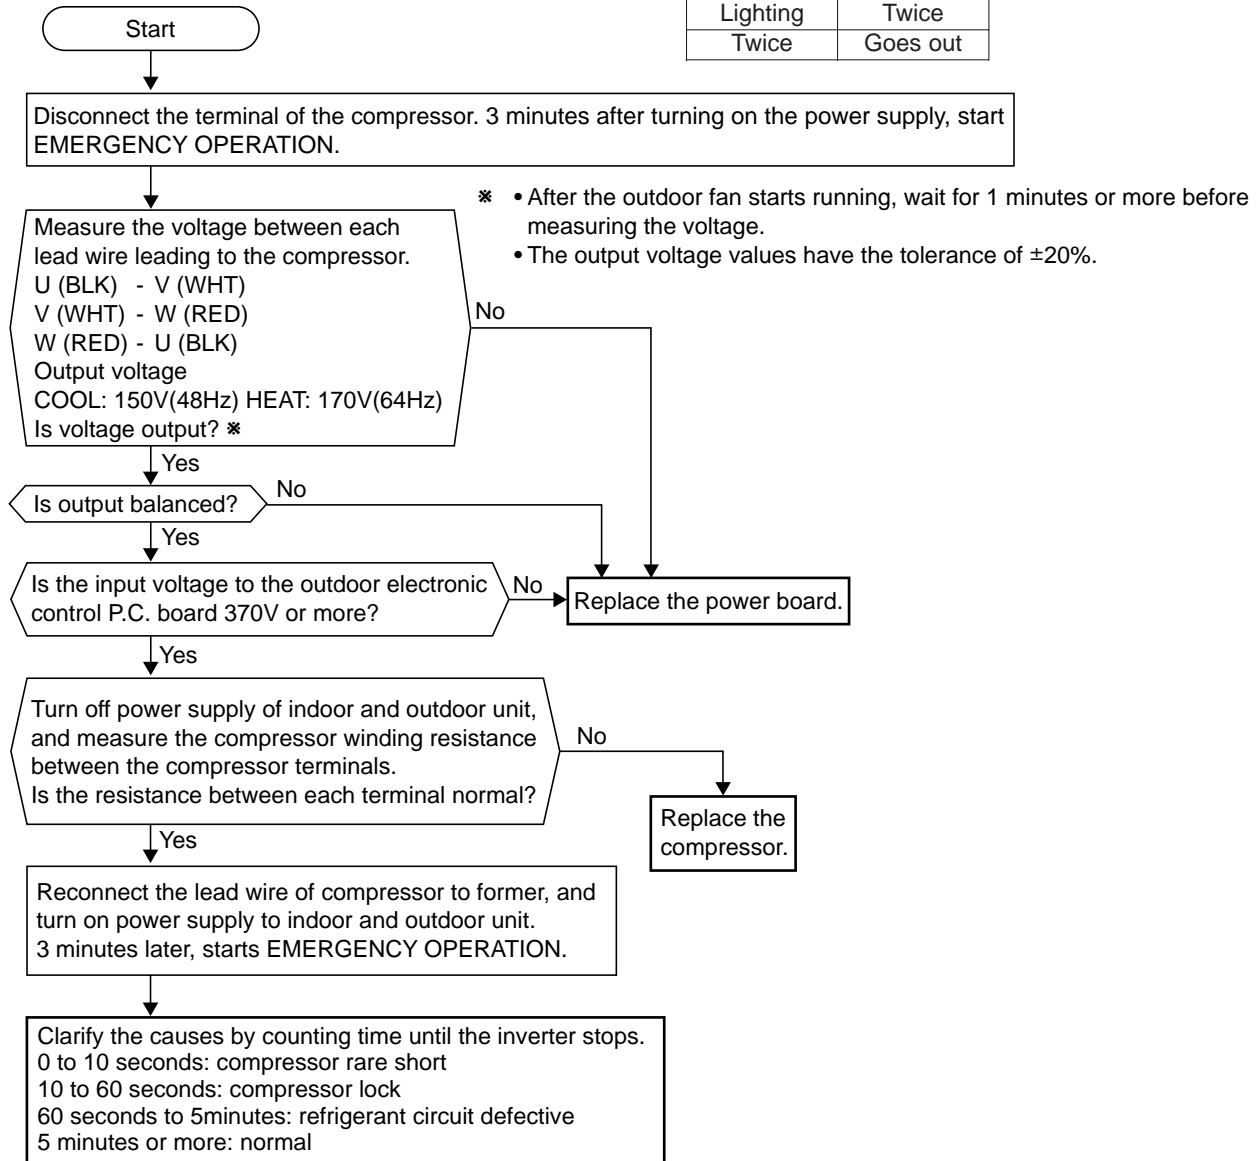 Lighting Twice
Twice Goes out
Start
Disconnect the terminal of the compressor. 3 minutes after turning on the power supply, start
EMERGENCY OPERATION.
※ • After the outdoor fan starts running, wait for 1 minutes or more before
measuring the voltage.
• The output voltage values have the tolerance of ±20%.
Measure the voltage between each
lead wire leading to the compressor.
U (BLK) - V (WHT)
V (WHT) - W (RED)
W (RED) - U (BLK)
Output voltage
COOL: 150V(48Hz) HEAT: 170V(64Hz)
Is voltage output? ※
No
Yes
Is output balanced?
No
Yes
Is the input voltage to the outdoor electronic
control P.C. board 370V or more?
No
Replace the power board.
Yes
Turn off power supply of indoor and outdoor unit,
and measure the compressor winding resistance
between the compressor terminals.
Is the resistance between each terminal normal?
No
Replace the
compressor.
Yes
Reconnect the lead wire of compressor to former, and
turn on power supply to indoor and outdoor unit.
3 minutes later, starts EMERGENCY OPERATION.
Clarify the causes by counting time until the inverter stops.
0 to 10 seconds: compressor rare short
10 to 60 seconds: compressor lock
60 seconds to 5minutes: refrigerant circuit defective
5 minutes or more: normal